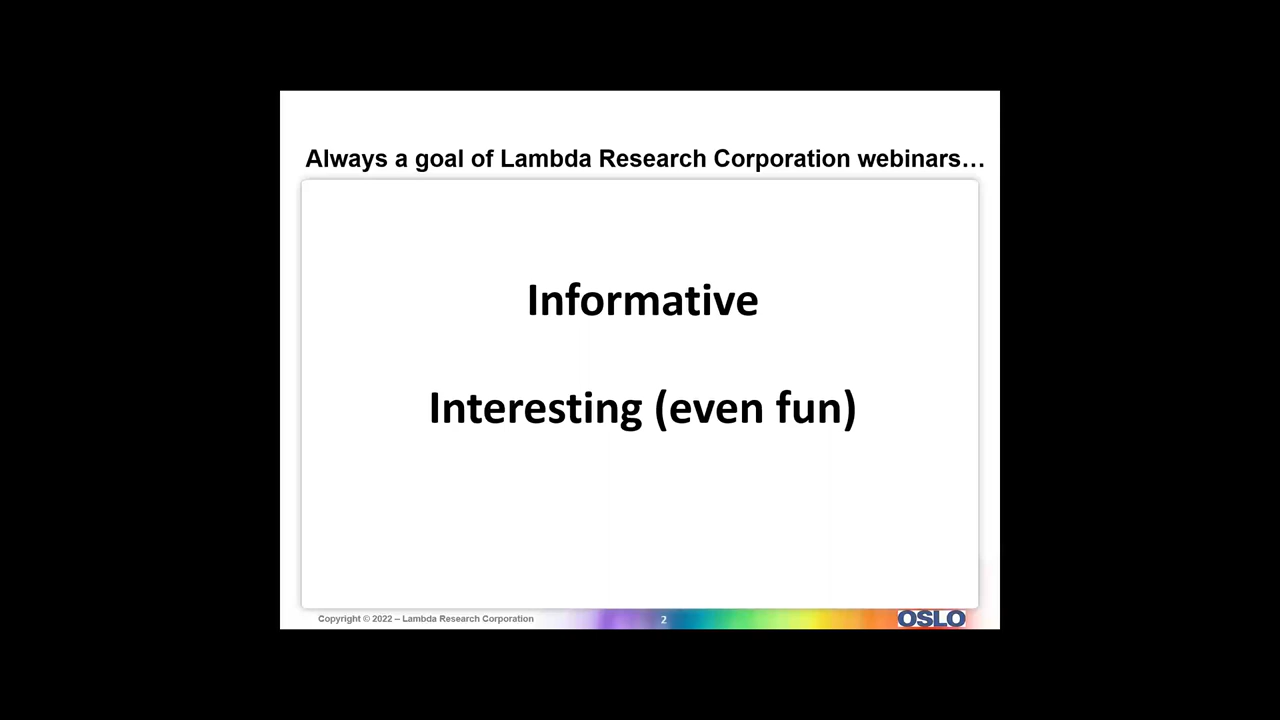 Always a goal of Lambda Research Corporation webinars…
Informative
Interesting (even fun)
Copyright © 2022 – Lambda Research Corporation
2
OSLO